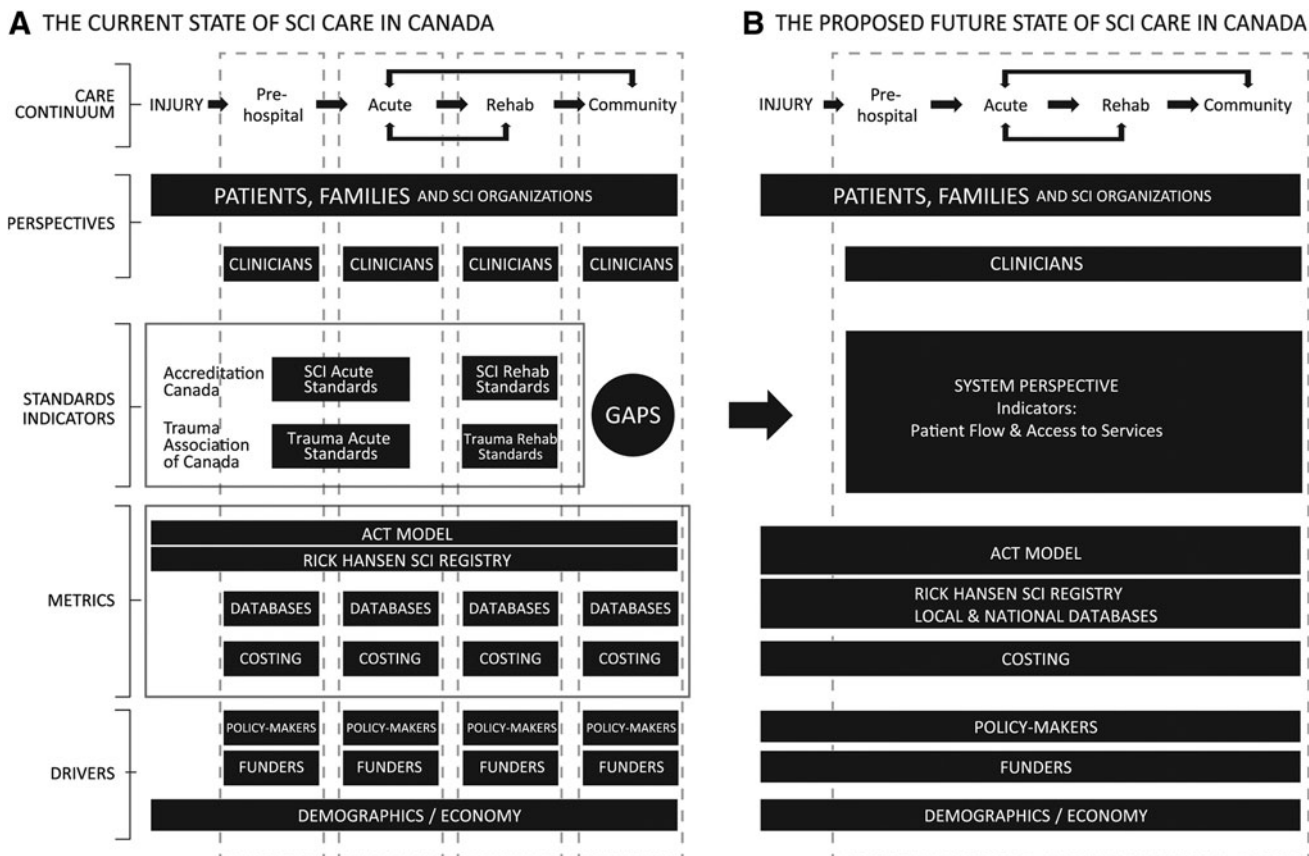 A THE CURRENT STATE OF SCI CARE IN CANADA
CARE
CONTINUUM
INJURY
Pre-
hospital
Acute
Rehab
Community
PERSPECTIVES
PATIENTS, FAMILIES AND SCI ORGANIZATIONS
CLINICIANS
CLINICIANS
CLINICIANS
CLINICIANS
STANDARDS
INDICATORS
Accreditation
Canada
SCI Acute
Standards
SCI Rehab
Standards
Trauma
Association
of Canada
Trauma Acute
Standards
Trauma Rehab
Standards
GAPS
METRICS
ACT MODEL
RICK HANSEN SCI REGISTRY
DATABASES
DATABASES
DATABASES
DATABASES
COSTING
COSTING
COSTING
COSTING
DRIVERS
POLICY-MAKERS
POLICY-MAKERS
POLICY-MAKERS
POLICY-MAKERS
FUNDERS
FUNDERS
FUNDERS
FUNDERS
DEMOGRAPHICS / ECONOMY
B THE PROPOSED FUTURE STATE OF SCI CARE IN CANADA
INJURY
Pre-
hospital
Acute
Rehab
Community
PATIENTS, FAMILIES AND SCI ORGANIZATIONS
CLINICIANS
SYSTEM PERSPECTIVE
Indicators:
Patient Flow & Access to Services
ACT MODEL
RICK HANSEN SCI REGISTRY
LOCAL & NATIONAL DATABASES
COSTING
POLICY-MAKERS
FUNDERS
DEMOGRAPHICS / ECONOMY